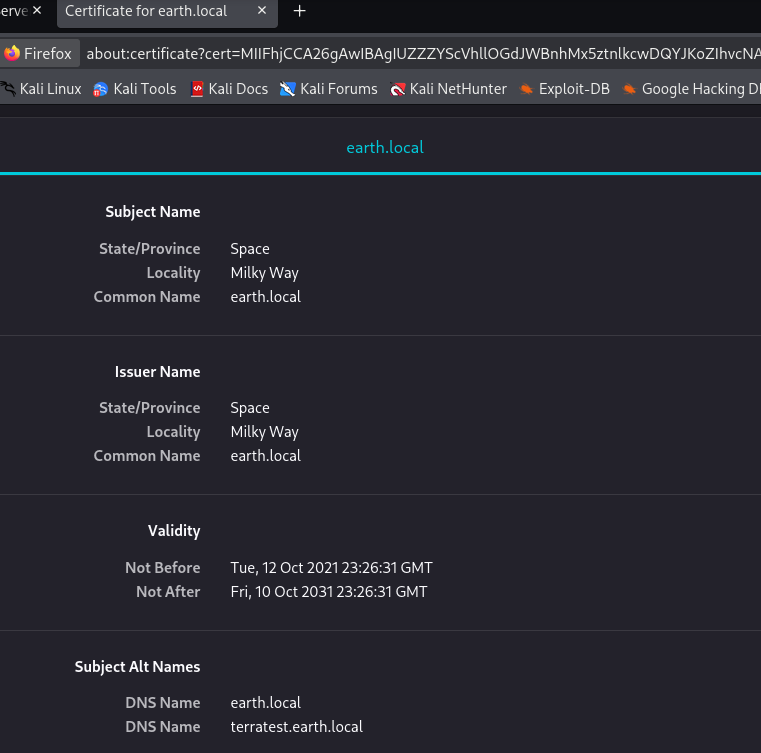 erve × Certificate for earth.local × +
Firefox about:certificate?cert=MIIFhjCCA26gAwIBAgIUZZZYScVhllOGdJWBnhMx5ztnlkcwDQYJKoZIhvcNA
Kali Linux Kali Tools Kali Docs Kali Forums Kali NetHunter Exploit-DB Google Hacking D
earth.local
Subject Name
State/Province Space
Locality Milky Way
Common Name earth.local
Issuer Name
State/Province Space
Locality Milky Way
Common Name earth.local
Validity
Not Before Tue, 12 Oct 2021 23:26:31 GMT
Not After Fri, 10 Oct 2031 23:26:31 GMT
Subject Alt Names
DNS Name earth.local
DNS Name terratest.earth.local